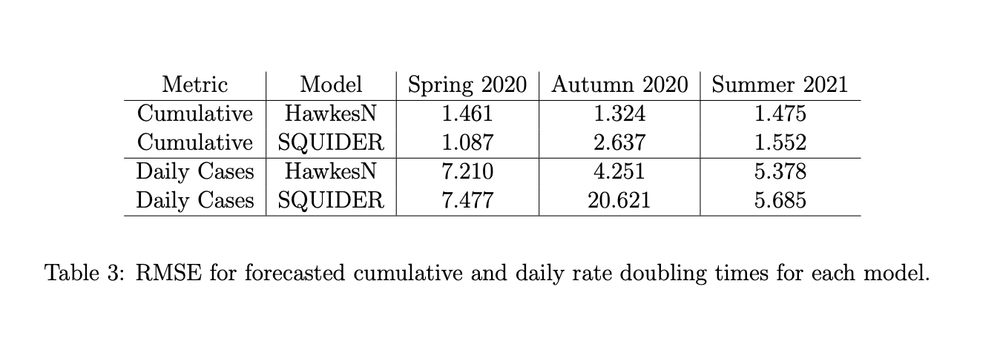 Metric Model Spring 2020 Autumn 2020 Summer 2021
Cumulative HawkesN 1.461 1.324 1.475
Cumulative SQUIDER 1.087 2.637 1.552
Daily Cases HawkesN 7.210 4.251 5.378
Daily Cases SQUIDER 7.477 20.621 5.685
Table 3: RMSE for forecasted cumulative and daily rate doubling times for each model.